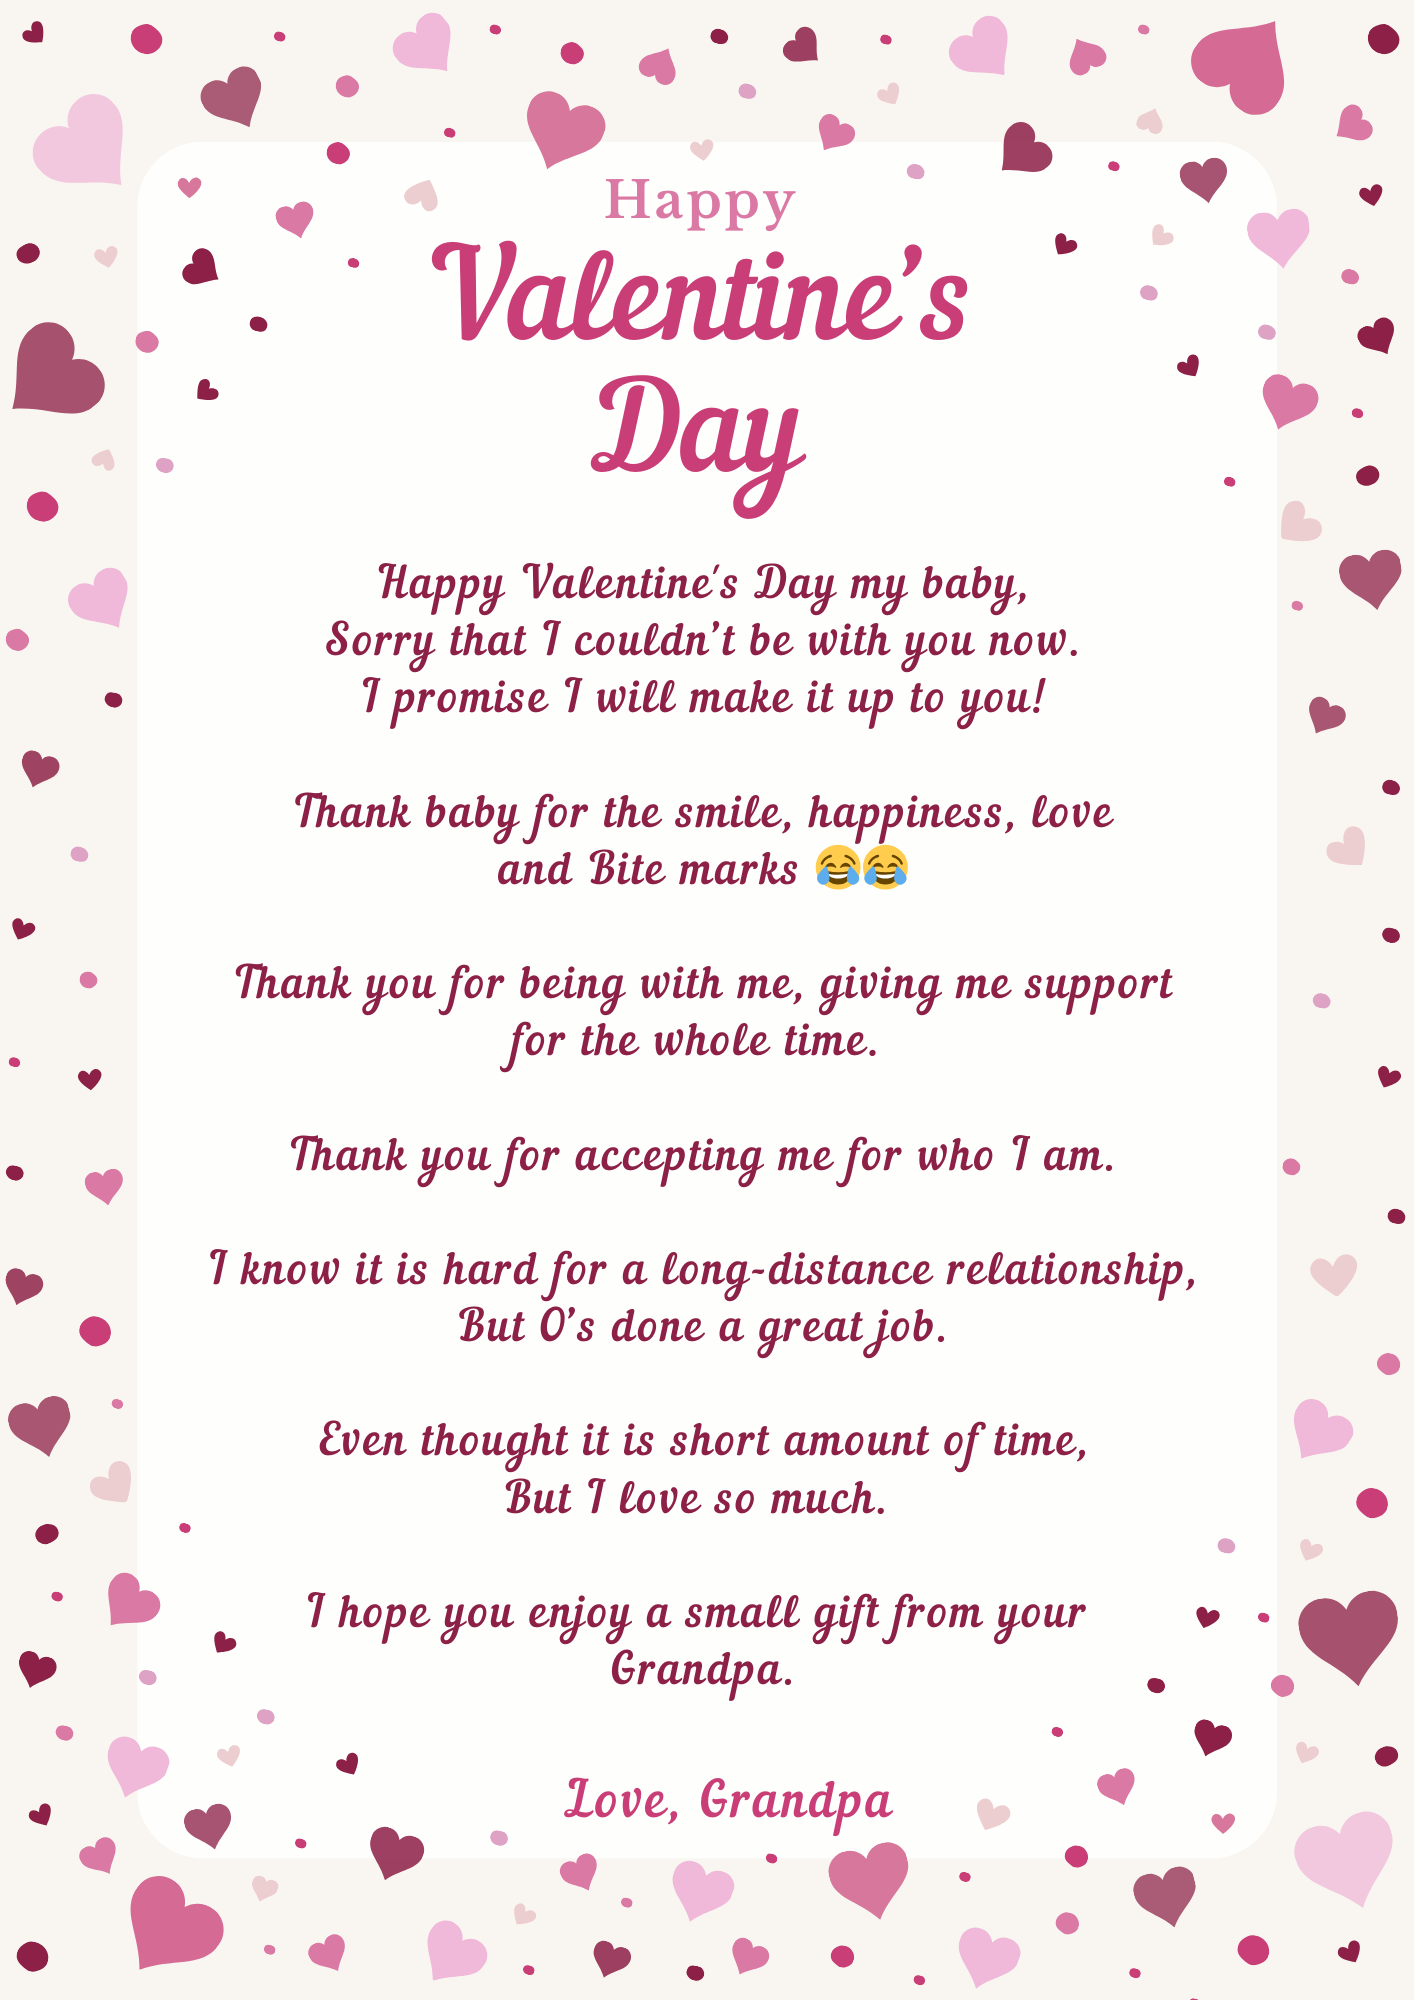 Happy
Valentine’s
Day
Happy Valentine's Day my baby,
Sorry that I couldn’t be with you now.
I promise I will make it up to you!
Thank baby for the smile, happiness, love
and Bite marks 😂😂
Thank you for being with me, giving me support
for the whole time.
Thank you for accepting me for who I am.
I know it is hard for a long-distance relationship,
But O’s done a great job.
Even thought it is short amount of time,
But I love so much.
I hope you enjoy a small gift from your
Grandpa.
Love, Grandpa